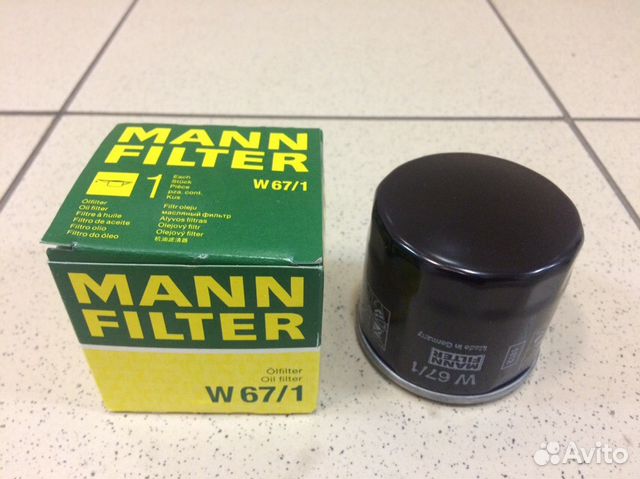 MANN
FILTER
1
Each
Stück
Pièce
pza. cont.
Kus
W 67/1
Ölfilter
Oil filter
Filtre à huile
Filtro de aceite
Filtro olio
Filtro do óleo
Filtr oleju
масляный фильтр
Alyvos filtras
Olejový filtr
Olejový filter
机油滤清器
MANN
FILTER
Ölfilter
Oil filter
W 67/1
W 67/1
MANN
FILTER
Made in Germany
Avito